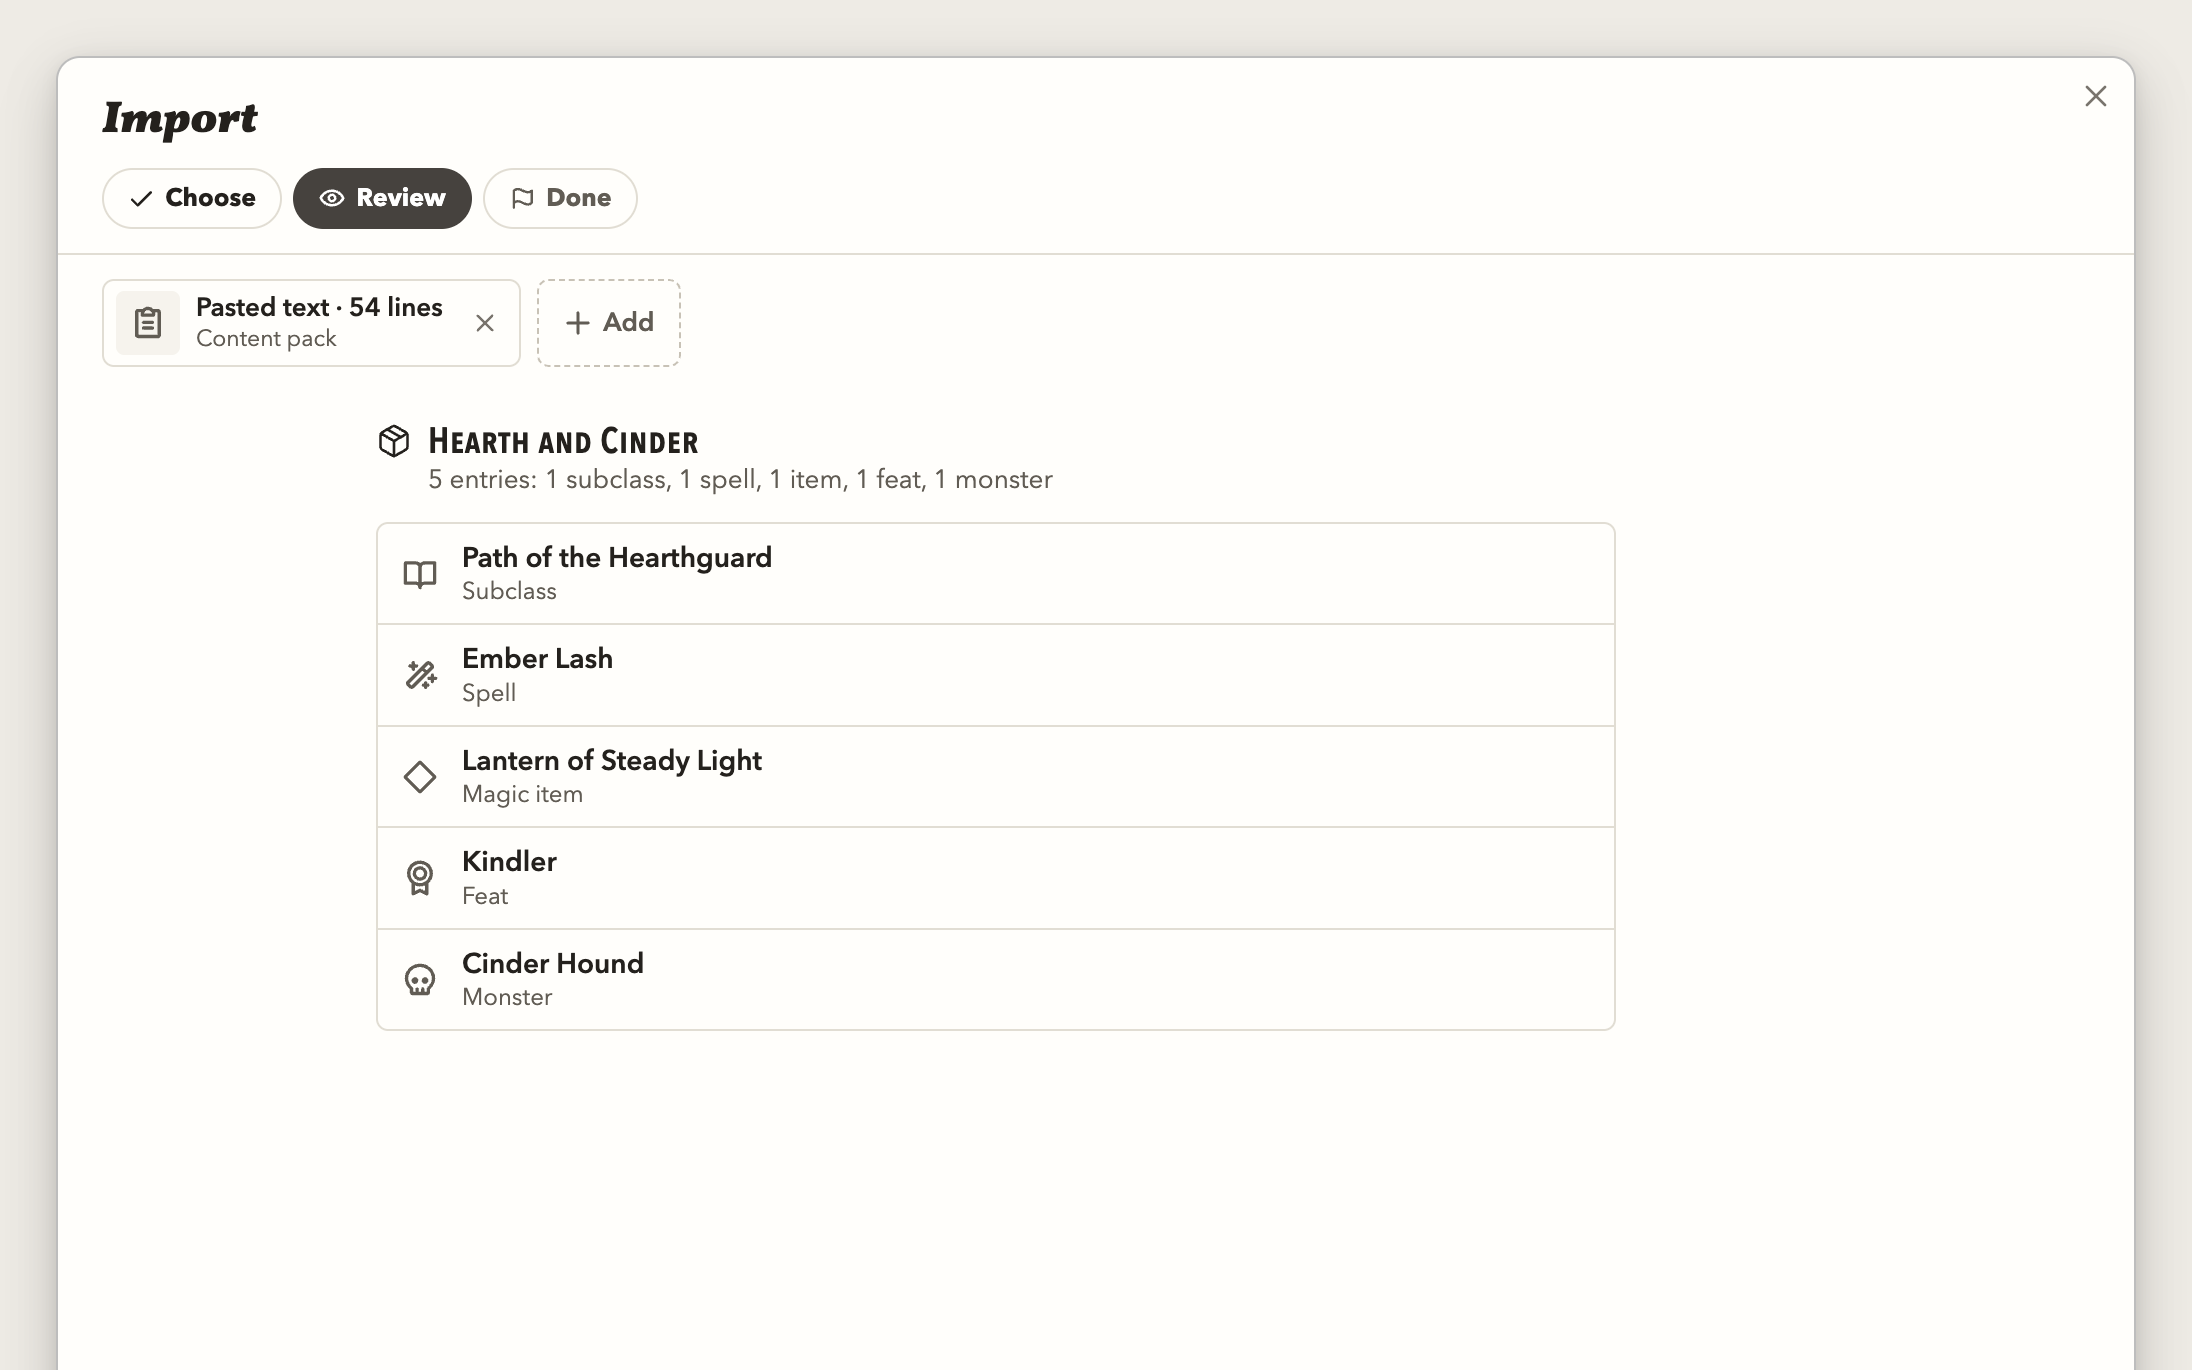 Import
Choose
Review
Done
Pasted text · 54 lines
Content pack
Add
Hearth and Cinder
5 entries: 1 subclass, 1 spell, 1 item, 1 feat, 1 monster
Path of the Hearthguard
Subclass
Ember Lash
Spell
Lantern of Steady Light
Magic item
Kindler
Feat
Cinder Hound
Monster